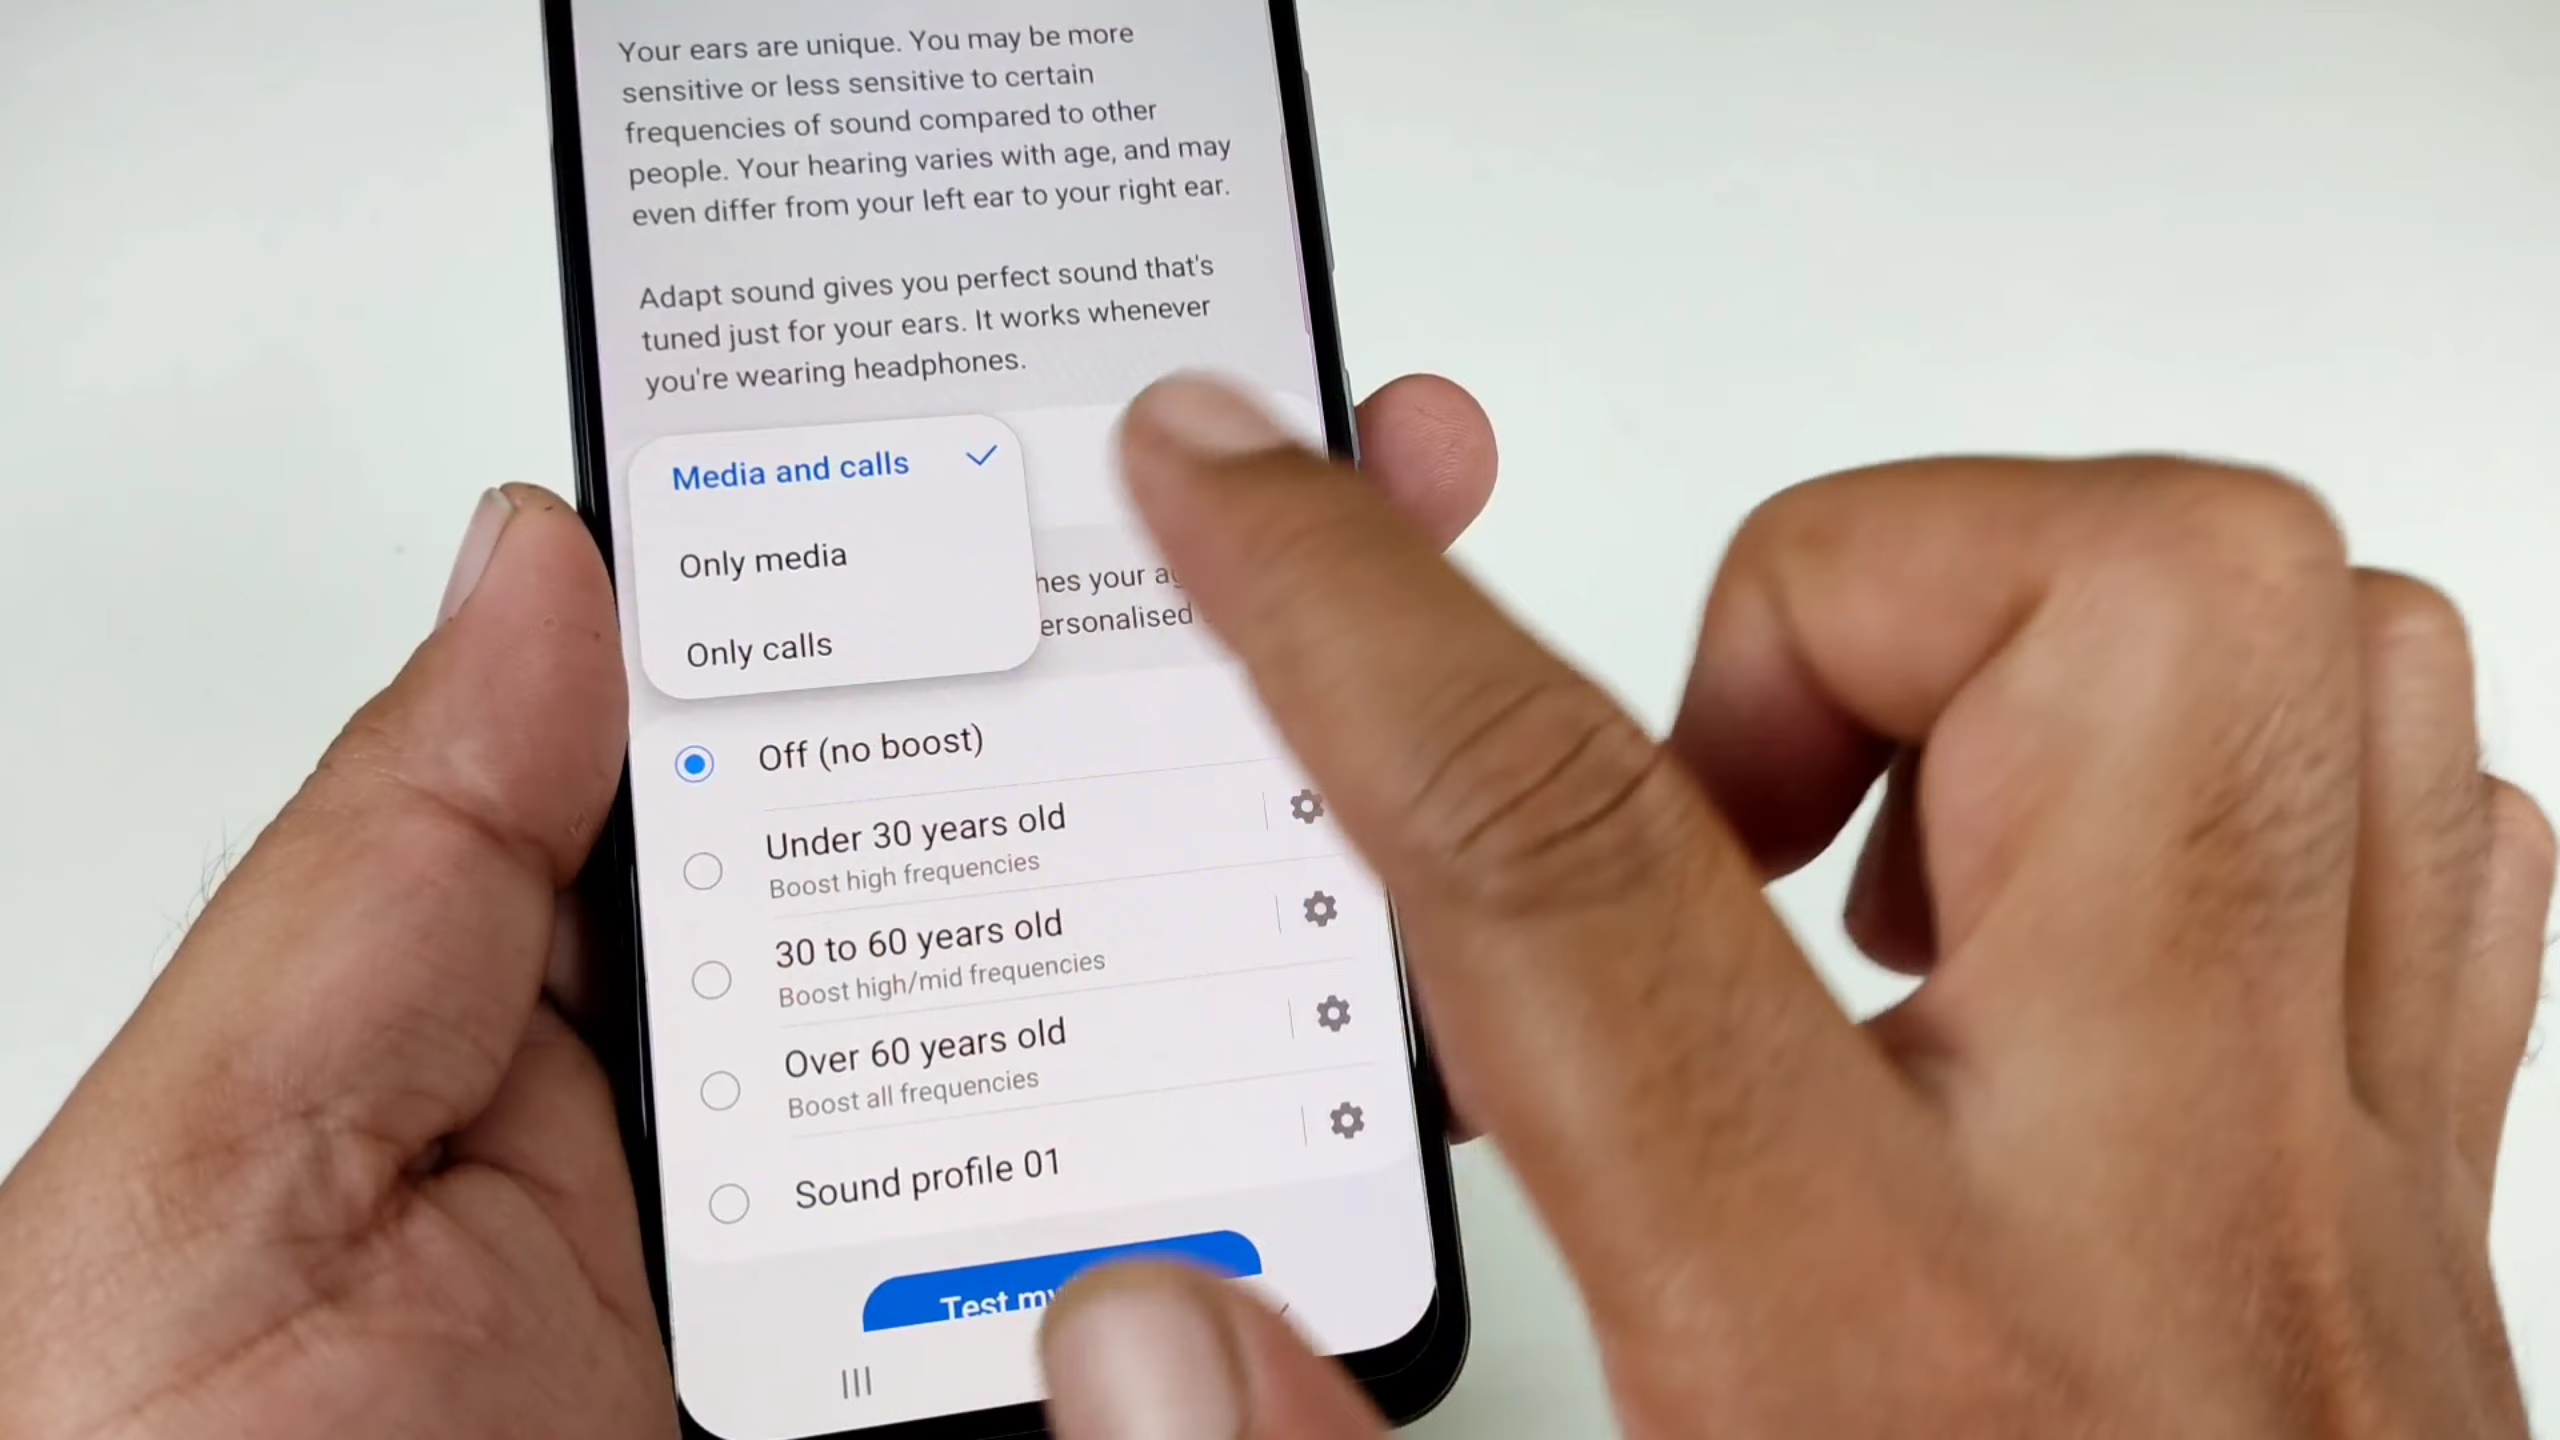 Your ears are unique. You may be more
sensitive or less sensitive to certain
frequencies of sound compared to other
people. Your hearing varies with age, and may
even differ from your left ear to your right ear.
Adapt sound gives you perfect sound that's
tuned just for your ears. It works whenever
you're wearing headphones.
Media and calls
Only media
Only calls
your
Off (no boost)
Under 30 years old
Boost high frequencies
30 to 60 years old
Boost high/mid frequencies
Over 60 years old
Boost all frequencies
Sound profile 01
Test